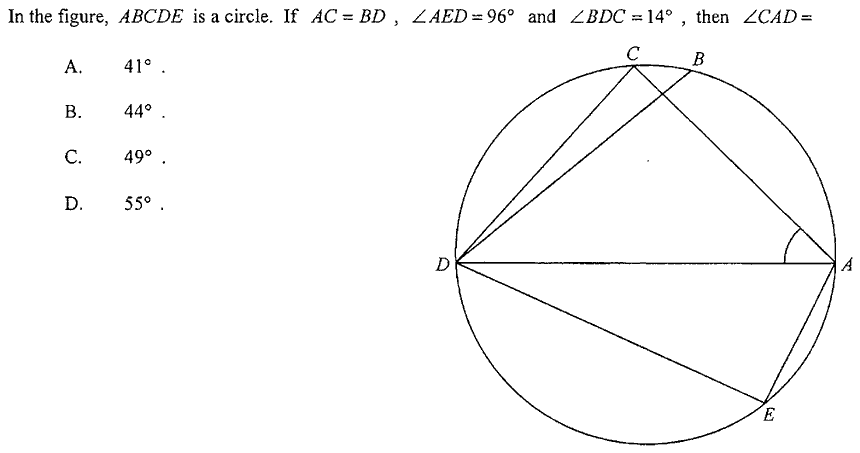 In the figure, ABCDE is a circle. If AC = BD , ∠AED = 96° and ∠BDC = 14° , then ∠CAD =
A. 41° .
B. 44° .
C. 49° .
D. 55° .
C
B
D
A
E